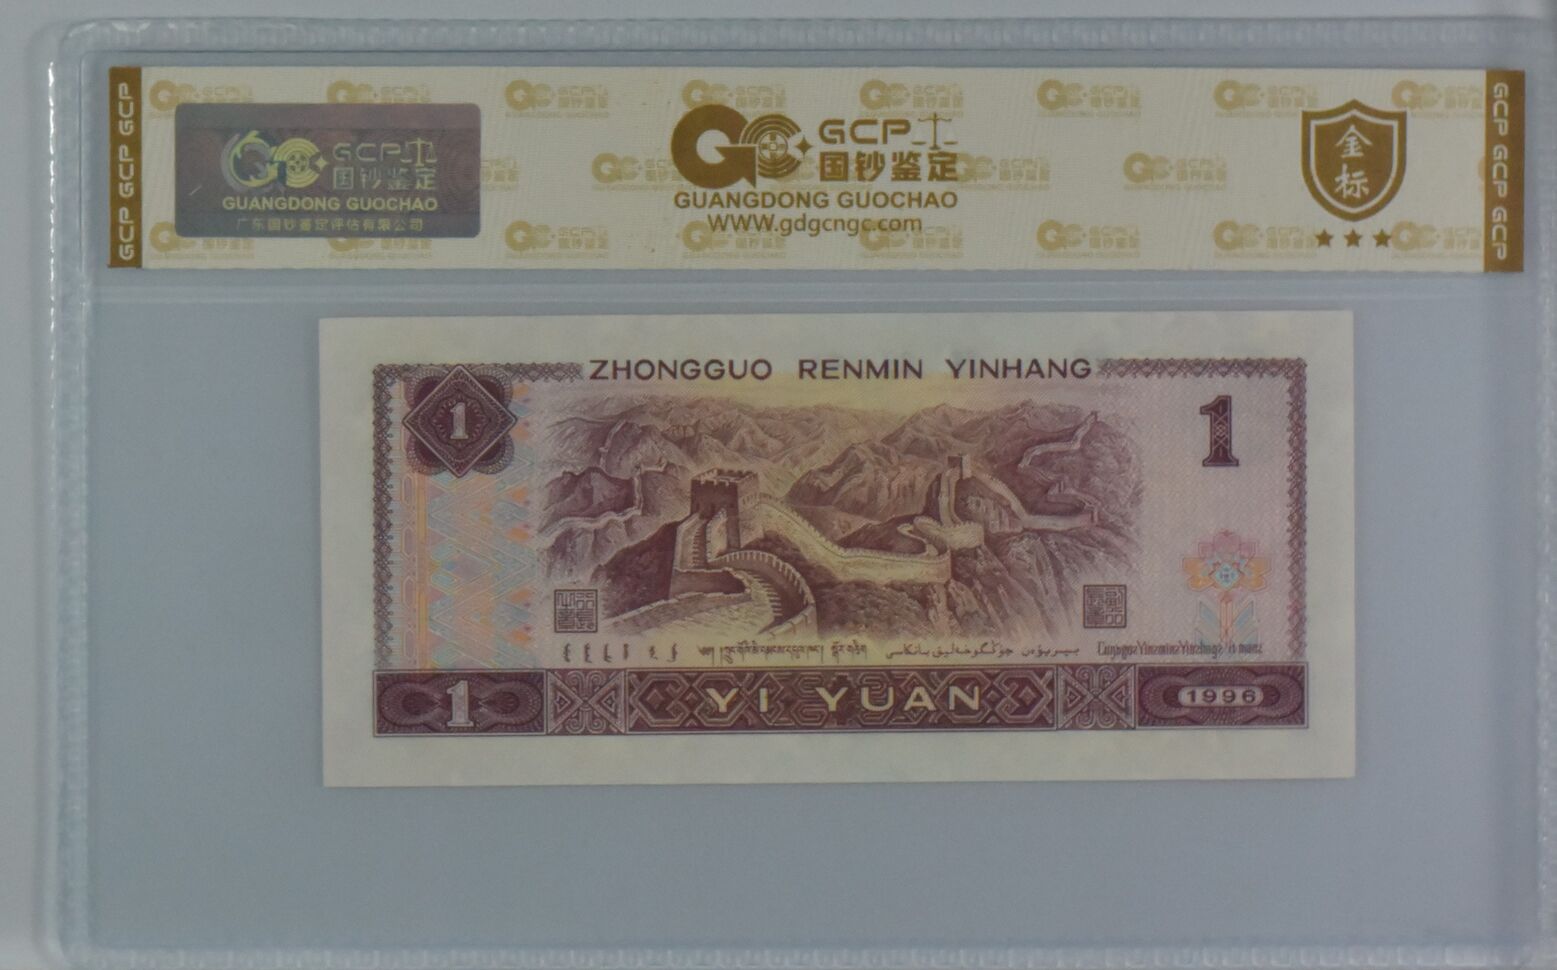 GCP GCP GCP
GCP
国钞鉴定
GUANGDONG GUOCHAO
广东国钞鉴定评估有限公司
GCP
国钞鉴定
GUANGDONG GUOCHAO
WWW.gdgcngc.com
金标
GCP GCP GCP
ZHONGGUO RENMIN YINHANG
1
1
1
YI YUAN
1996